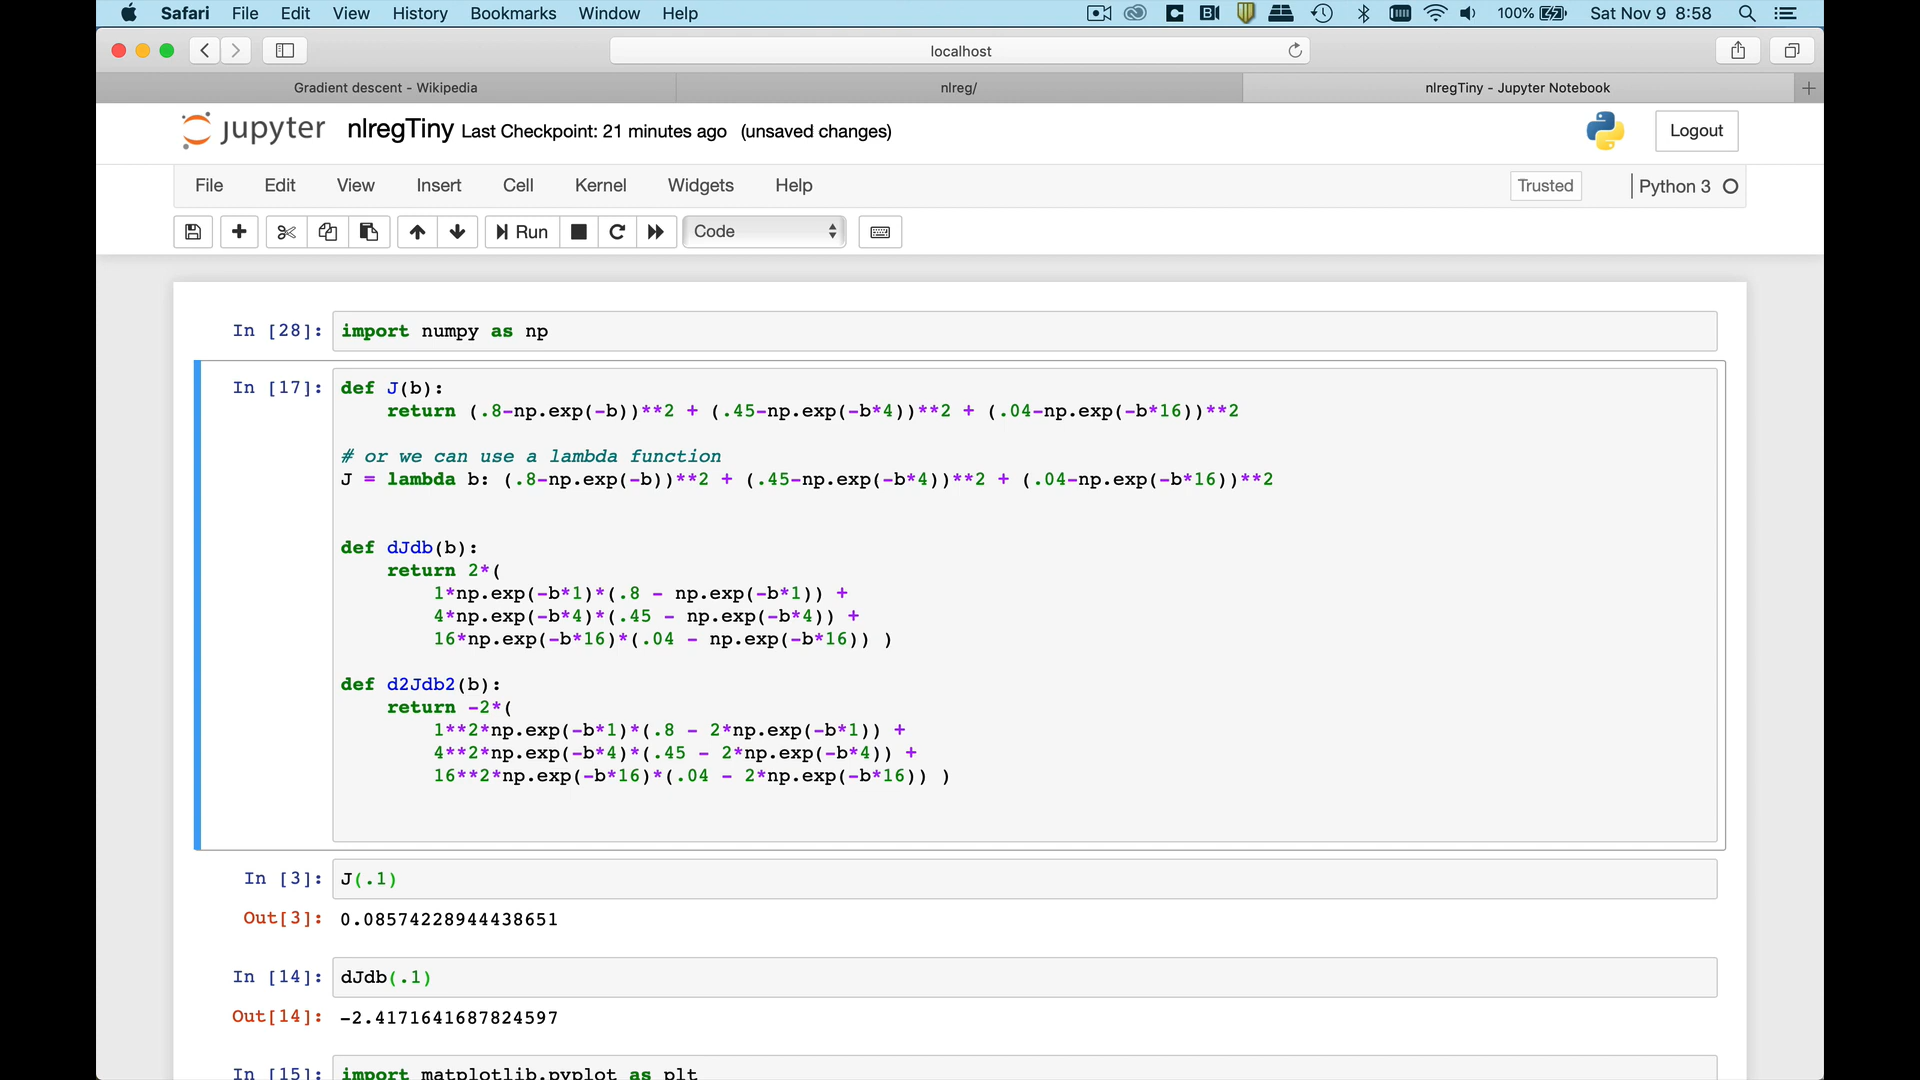 Safari File Edit View History Bookmarks Window Help 100% Sat Nov 9 8:58
localhost
Gradient descent - Wikipedia nlreg/ nlregTiny - Jupyter Notebook
jupyter nlregTiny Last Checkpoint: 21 minutes ago (unsaved changes) Logout
File Edit View Insert Cell Kernel Widgets Help Trusted Python 3
Run Code
In [28]: import numpy as np
In [17]: def J(b):
return (.8-np.exp(-b))**2 + (.45-np.exp(-b*4))**2 + (.04-np.exp(-b*16))**2
# or we can use a lambda function
J = lambda b: (.8-np.exp(-b))**2 + (.45-np.exp(-b*4))**2 + (.04-np.exp(-b*16))**2
def dJdb(b):
return 2*(
1*np.exp(-b*1)*(.8 - np.exp(-b*1)) +
4*np.exp(-b*4)*(.45 - np.exp(-b*4)) +
16*np.exp(-b*16)*(.04 - np.exp(-b*16)) )
def d2Jdb2(b):
return -2*(
1**2*np.exp(-b*1)*(.8 - 2*np.exp(-b*1)) +
4**2*np.exp(-b*4)*(.45 - 2*np.exp(-b*4)) +
16**2*np.exp(-b*16)*(.04 - 2*np.exp(-b*16)) )
In [3]: J(.1)
Out[3]: 0.08574228944438651
In [14]: dJdb(.1)
Out[14]: -2.4171641687824597
In [15]: import matplotlib.pyplot as plt